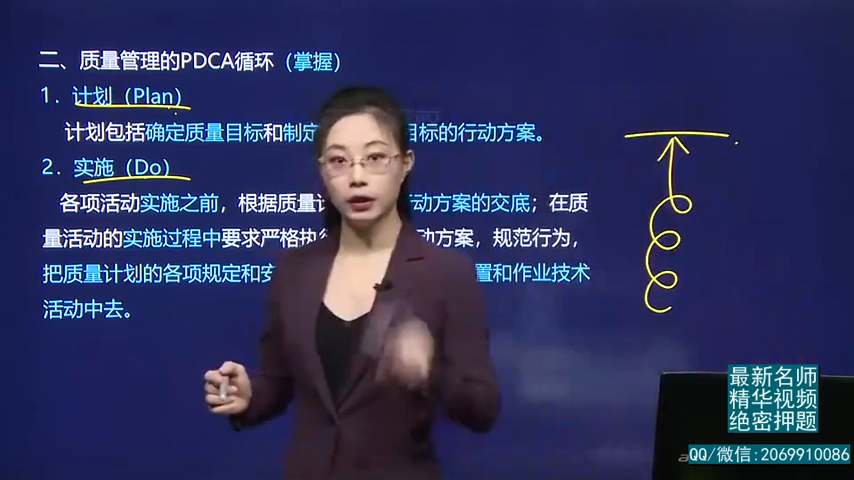 二、质量管理的PDCA循环（掌握）
1. 计划（Plan）
计划包括确定质量目标和制定 目标的行动方案。
2. 实施（Do）
各项活动实施之前，根据质量计 行动方案的交底；在质
量活动的实施过程中要求严格执行 动方案，规范行为，
把质量计划的各项规定和安 置和作业技术
活动中去。
最新名师
精华视频
绝密押题
QQ/微信:2069910086